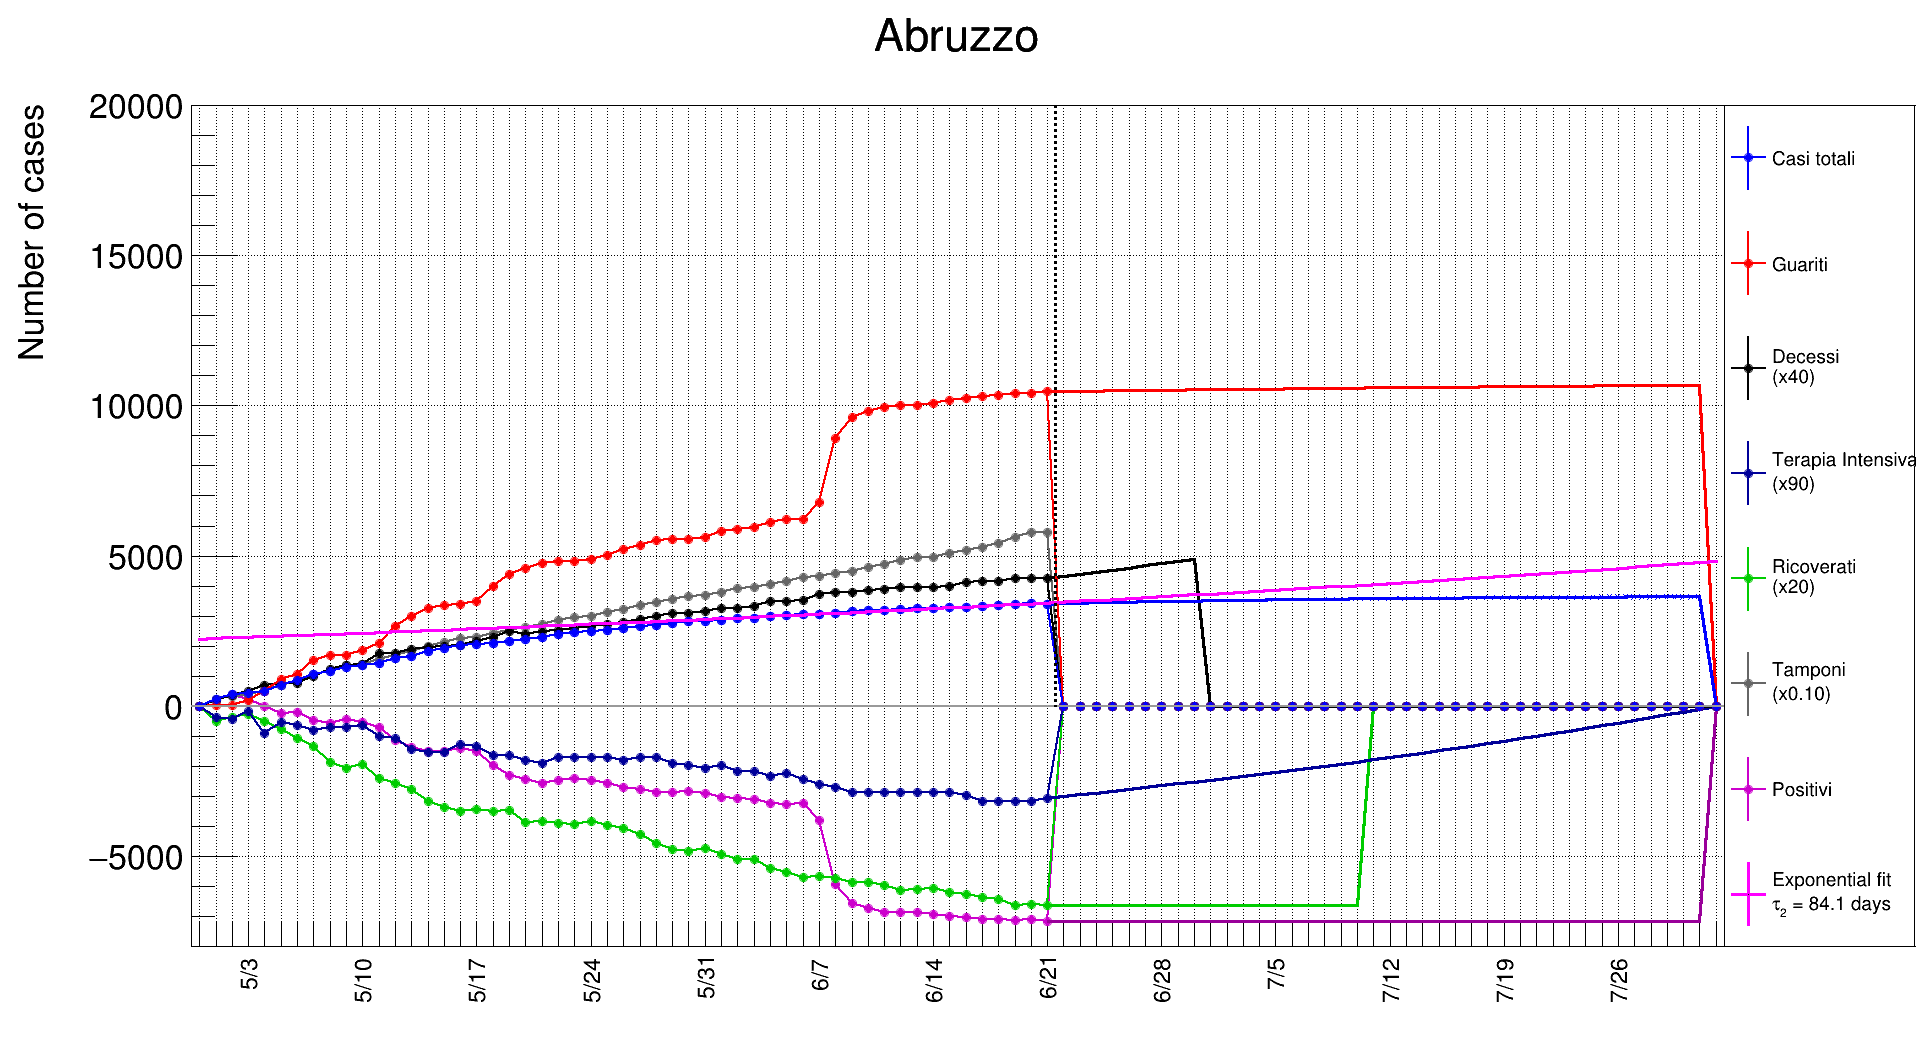 Abruzzo
Number of cases
20000
15000
10000
5000
0
−5000
5/3
5/10
5/17
5/24
5/31
6/7
6/14
6/21
6/28
7/5
7/12
7/19
7/26
Casi totali
Guariti
Decessi
(x40)
Terapia Intensiva
(x90)
Ricoverati
(x20)
Tamponi
(x0.10)
Positivi
Exponential fit
τ2 = 84.1 days